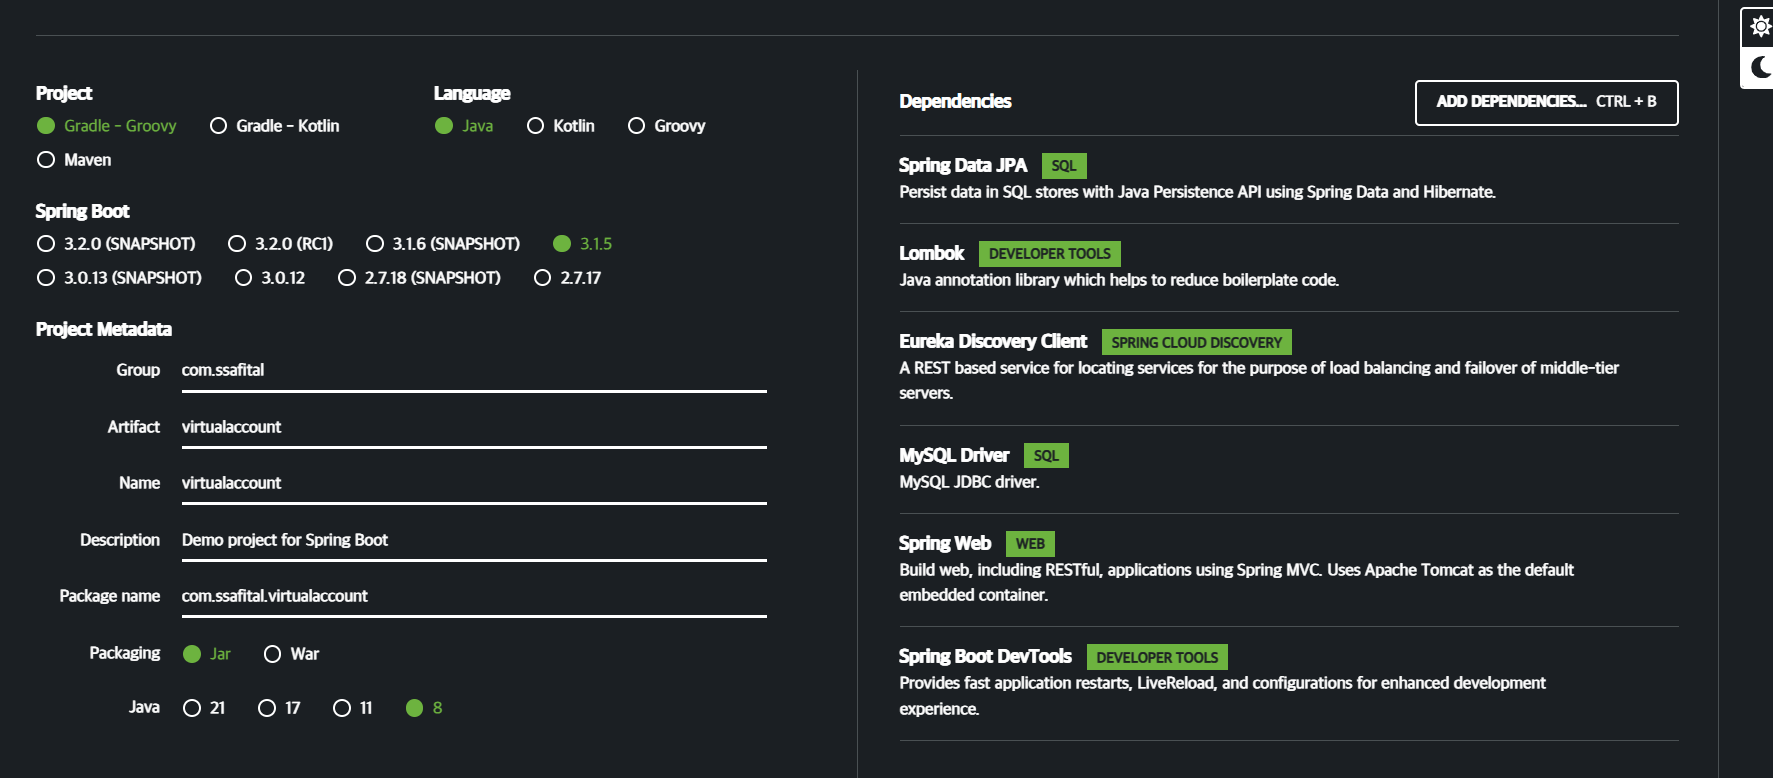 Project
Gradle - Groovy Gradle - Kotlin
Maven
Language
Java Kotlin Groovy
Spring Boot
3.2.0 (SNAPSHOT) 3.2.0 (RC1) 3.1.6 (SNAPSHOT) 3.1.5
3.0.13 (SNAPSHOT) 3.0.12 2.7.18 (SNAPSHOT) 2.7.17
Project Metadata
Group com.ssafital
Artifact virtualaccount
Name virtualaccount
Description Demo project for Spring Boot
Package name com.ssafital.virtualaccount
Packaging Jar War
Java 21 17 11 8
Dependencies ADD DEPENDENCIES... CTRL + B
Spring Data JPA SQL
Persist data in SQL stores with Java Persistence API using Spring Data and Hibernate.
Lombok DEVELOPER TOOLS
Java annotation library which helps to reduce boilerplate code.
Eureka Discovery Client SPRING CLOUD DISCOVERY
A REST based service for locating services for the purpose of load balancing and failover of middle-tier
servers.
MySQL Driver SQL
MySQL JDBC driver.
Spring Web WEB
Build web, including RESTful, applications using Spring MVC. Uses Apache Tomcat as the default
embedded container.
Spring Boot DevTools DEVELOPER TOOLS
Provides fast application restarts, LiveReload, and configurations for enhanced development
experience.